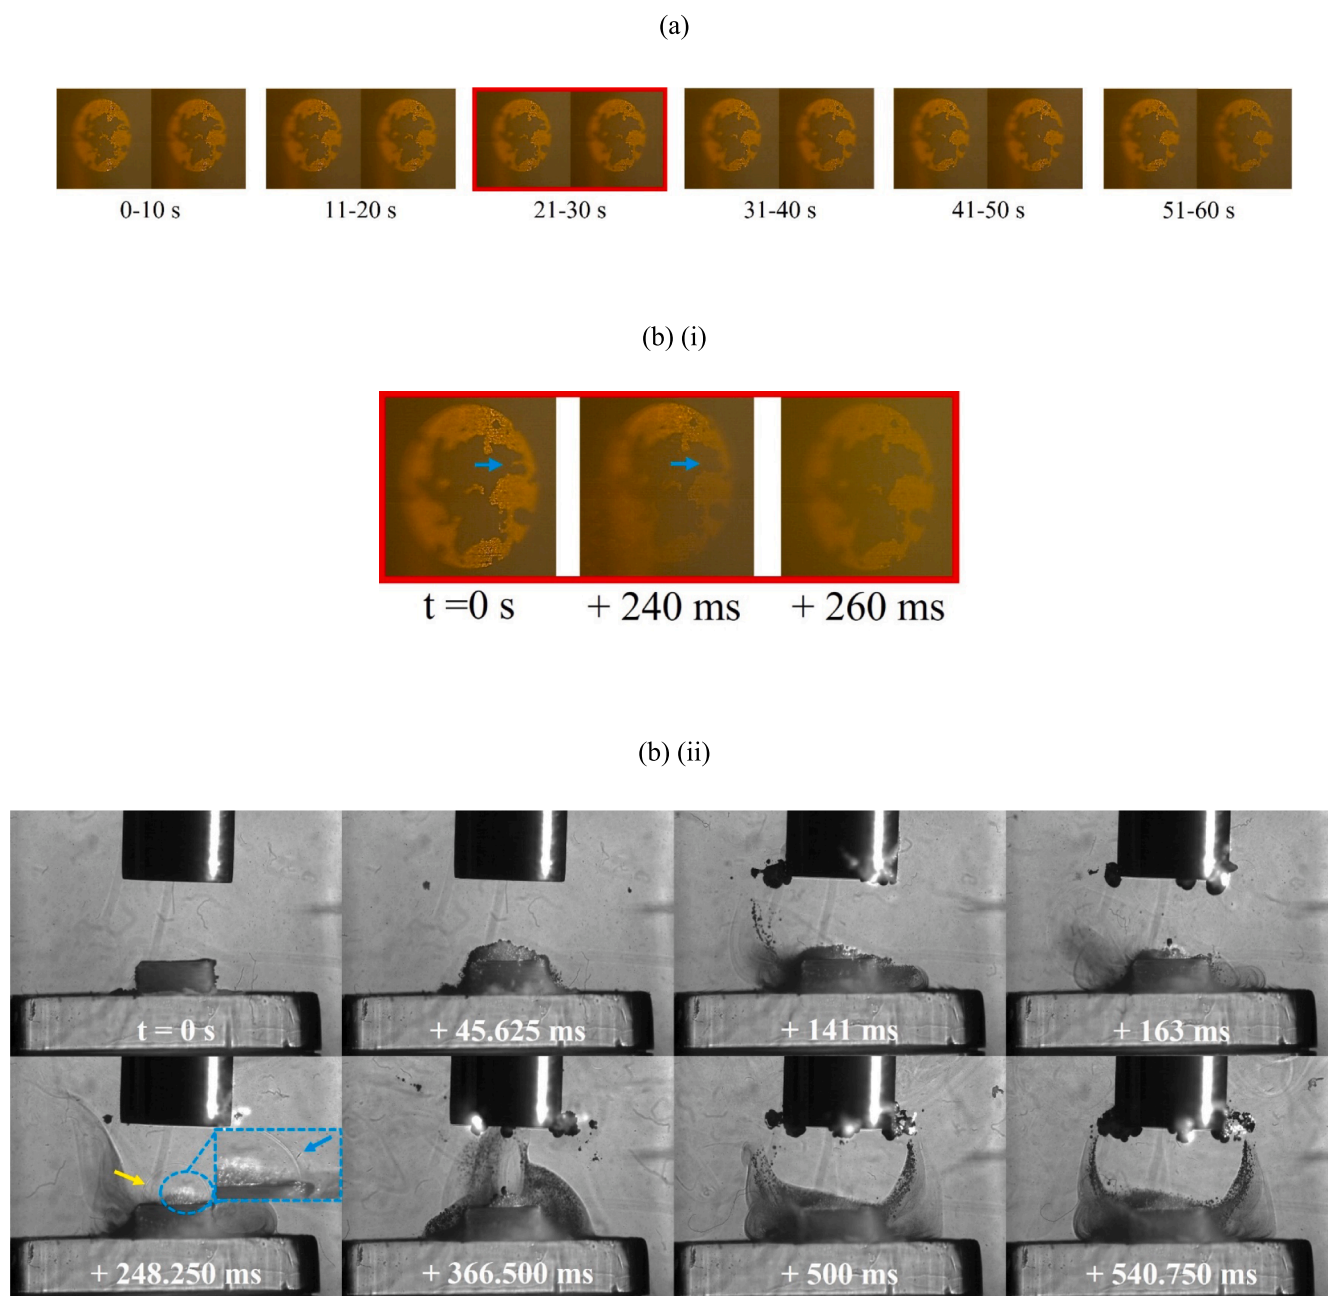 (a)
0-10 s 11-20 s 21-30 s 31-40 s 41-50 s 51-60 s
(b) (i)
t =0 s + 240 ms + 260 ms
(b) (ii)
t = 0 s + 45.625 ms + 141 ms + 163 ms
+ 248.250 ms + 366.500 ms + 500 ms + 540.750 ms